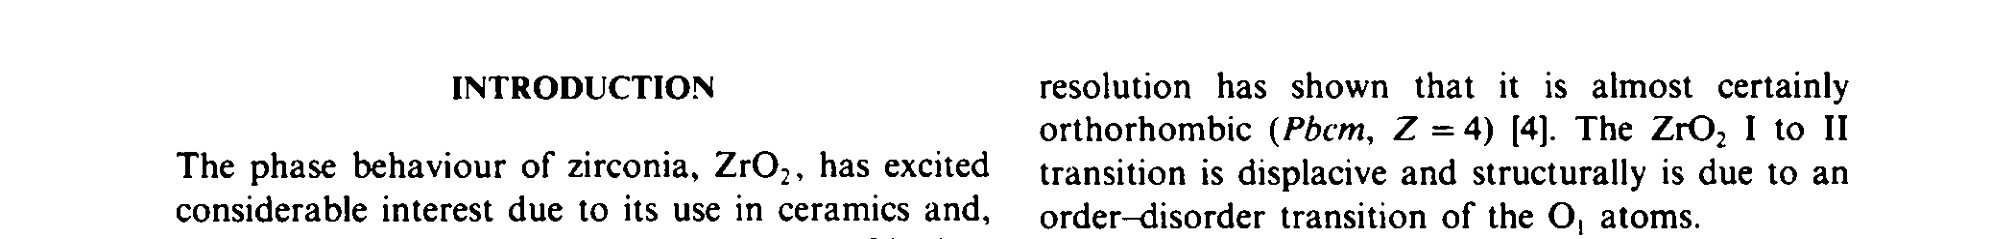 INTRODUCTION
The phase behaviour of zirconia, ZrO₂, has excited
considerable interest due to its use in ceramics and,
resolution has shown that it is almost certainly
orthorhombic (Pbcm, Z = 4) [4]. The ZrO₂ I to II
transition is displacive and structurally is due to an
order–disorder transition of the O₁ atoms.